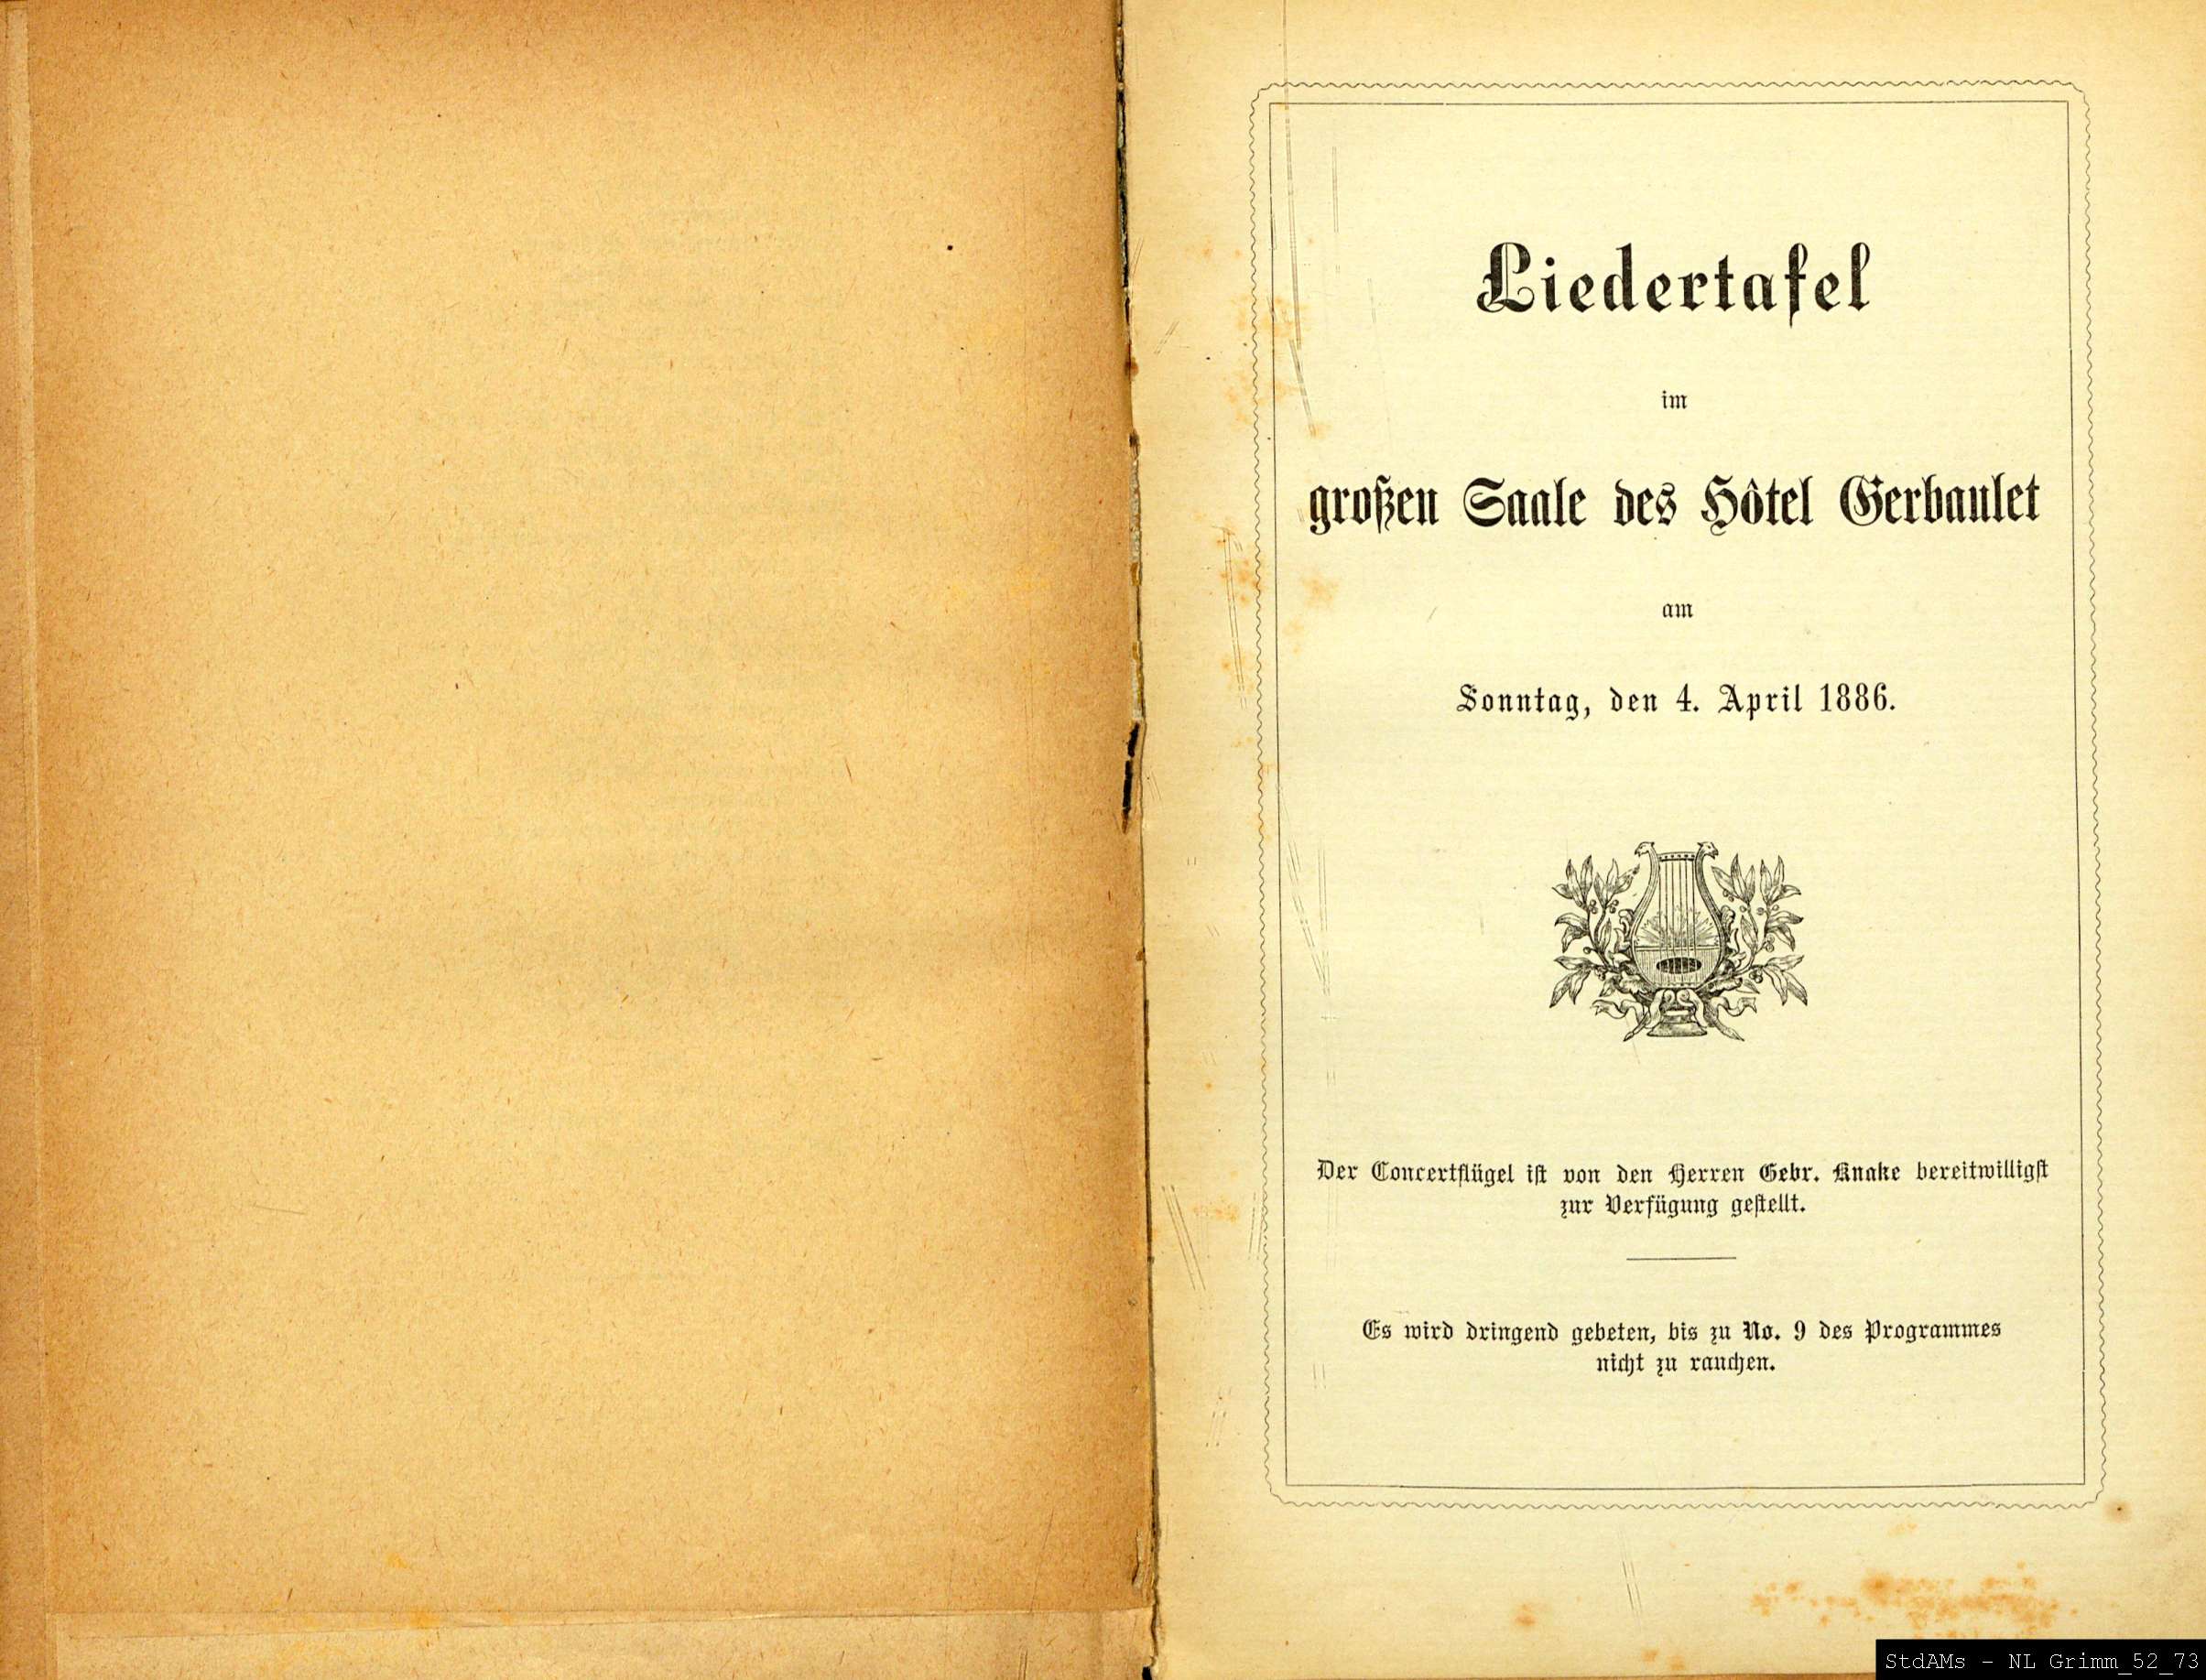 Liedertafel
im
großen Saale des Hôtel Gerbaulet
am
Sonntag, den 4. April 1886.
Der Concertflügel ist von den Herren Gebr. Knake bereitwilligst
zur Verfügung gestellt.
Es wird dringend gebeten, bis zu No. 9 des Programmes
nicht zu rauchen.
StdAMs - NL Grimm_52_73